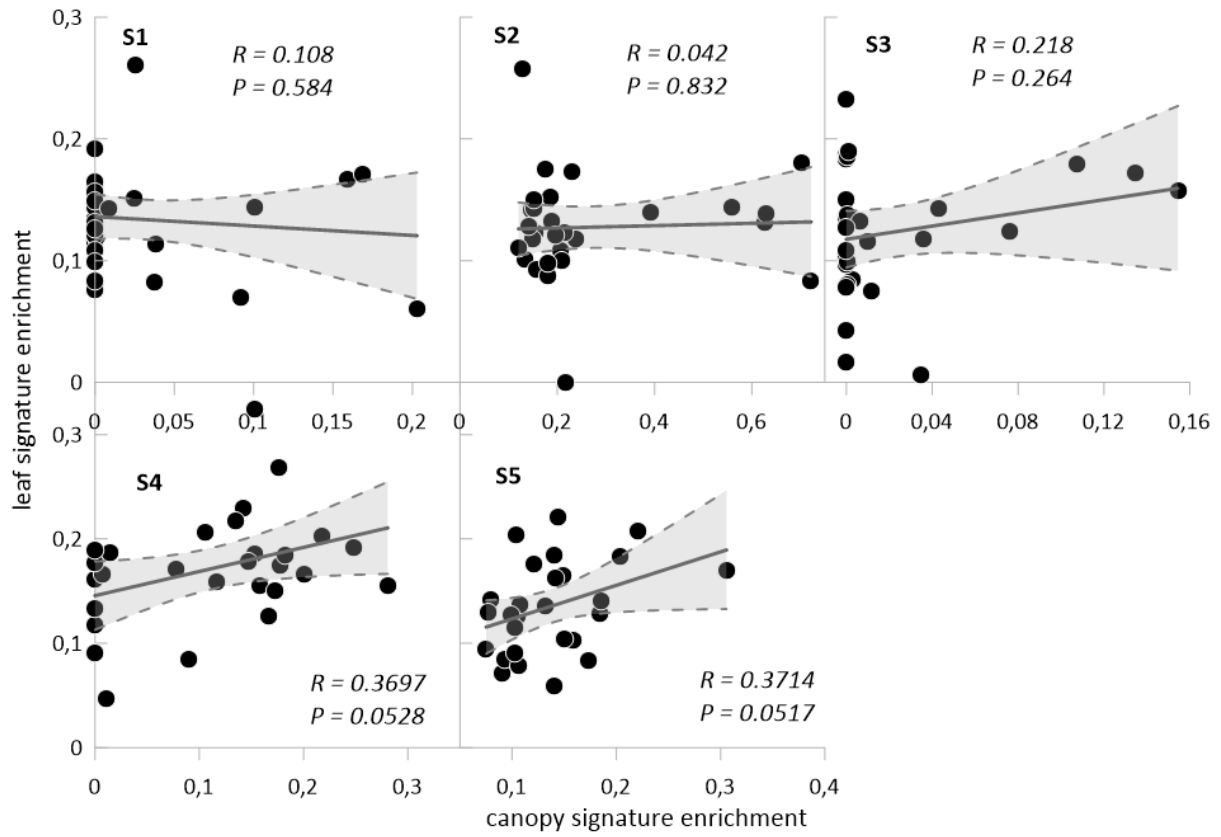 0,3
S1
R = 0.108
P = 0.584
S2
R = 0.042
P = 0.832
S3
R = 0.218
P = 0.264
0,2
0,1
0
0 0,05 0,1 0,15 0,2
0,2 0,4 0,6
0 0,04 0,08 0,12 0,16
leaf signature enrichment
0,3
S4
R = 0.3697
P = 0.0528
S5
R = 0.3714
P = 0.0517
0,2
0,1
0
0 0,1 0,2 0,3
0,1 0,2 0,3 0,4
canopy signature enrichment